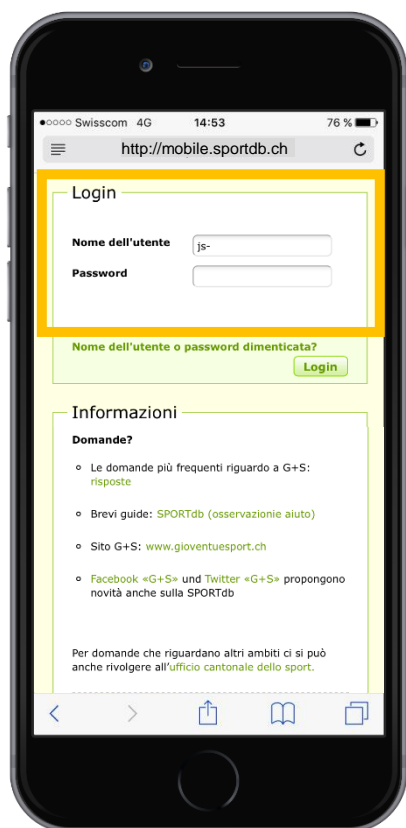 Swisscom 4G 14:53 76 %
http://mobile.sportdb.ch
Login
Nome dell'utente js-
Password
Nome dell'utente o password dimenticata?
Login
Informazioni
Domande?
Le domande più frequenti riguardo a G+S:
risposte
Brevi guide: SPORTdb (osservazionie aiuto)
Sito G+S: www.gioventuesport.ch
Facebook «G+S» und Twitter «G+S» propongono
novità anche sulla SPORTdb
Per domande che riguardano altri ambiti ci si può
anche rivolgere all'ufficio cantonale dello sport.